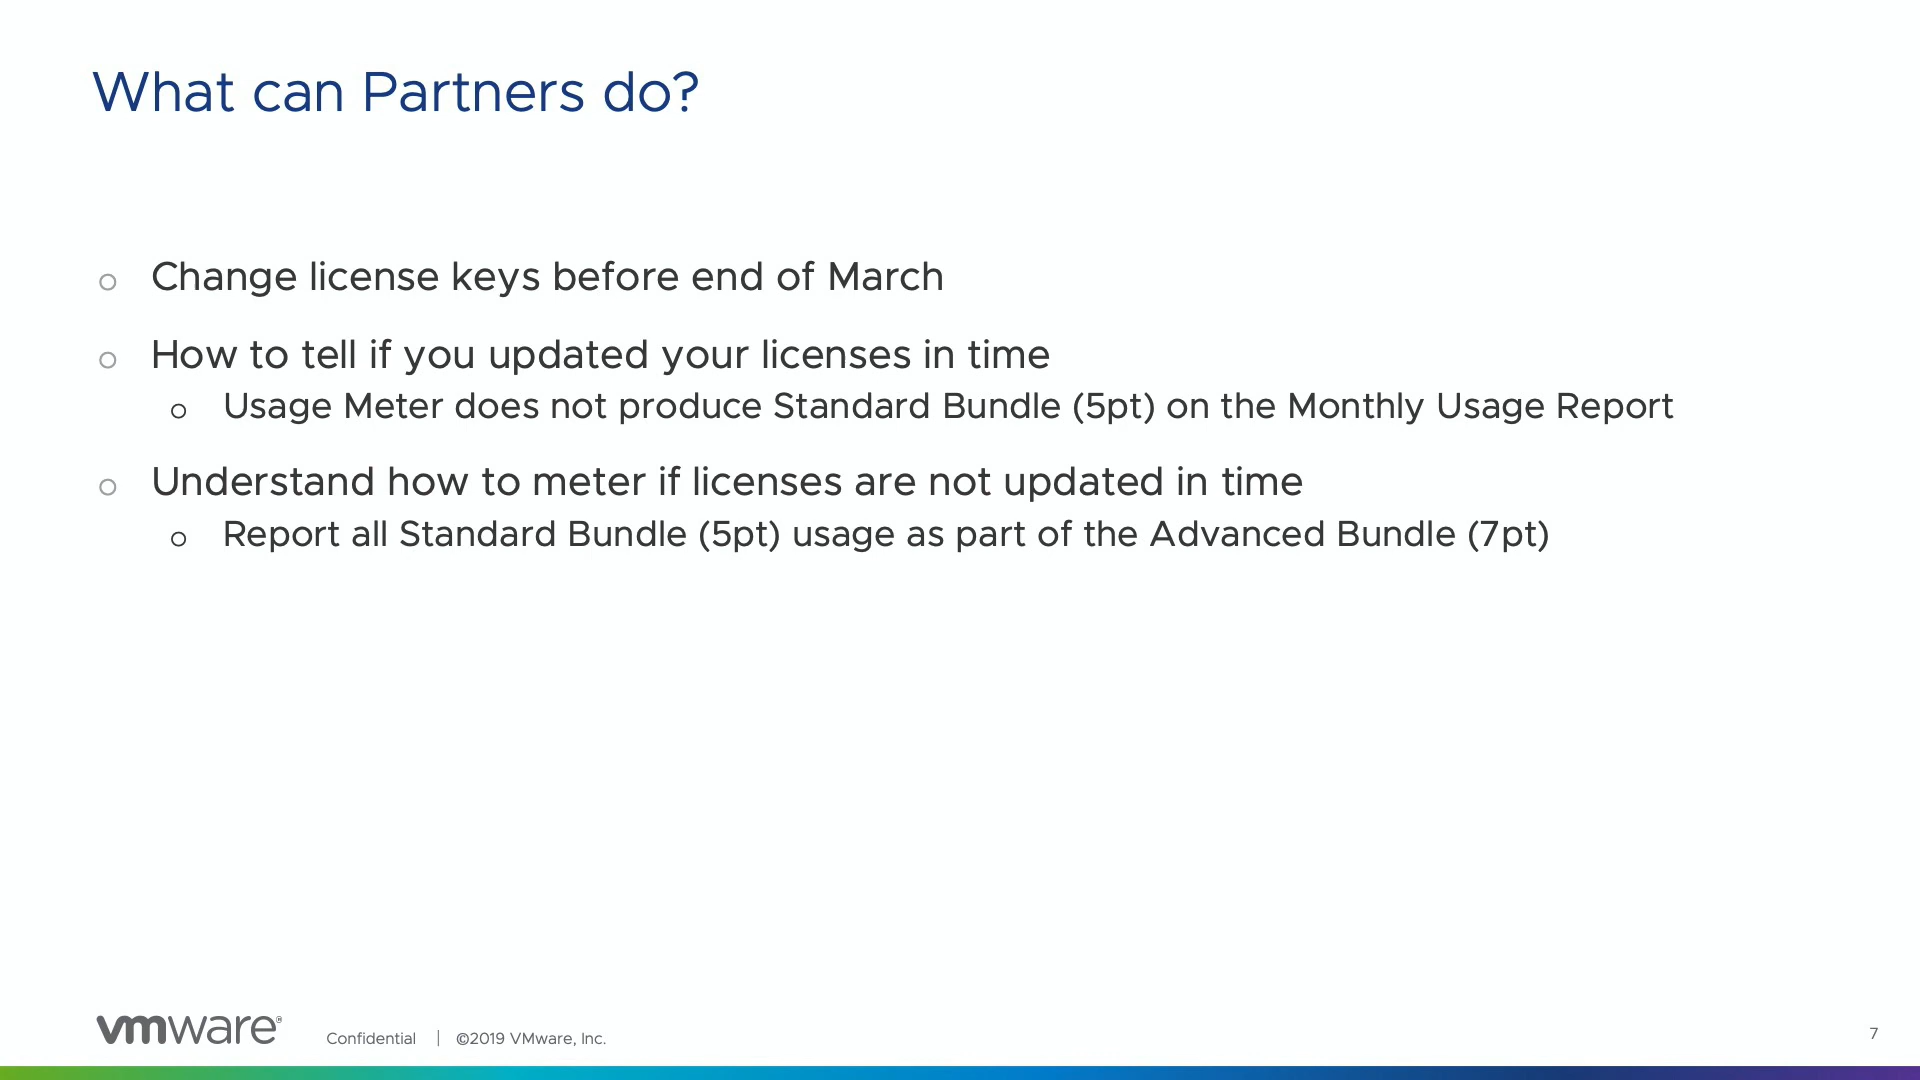 What can Partners do?
Change license keys before end of March
How to tell if you updated your licenses in time
Usage Meter does not produce Standard Bundle (5pt) on the Monthly Usage Report
Understand how to meter if licenses are not updated in time
Report all Standard Bundle (5pt) usage as part of the Advanced Bundle (7pt)
vmware® Confidential | ©2019 VMware, Inc.
7